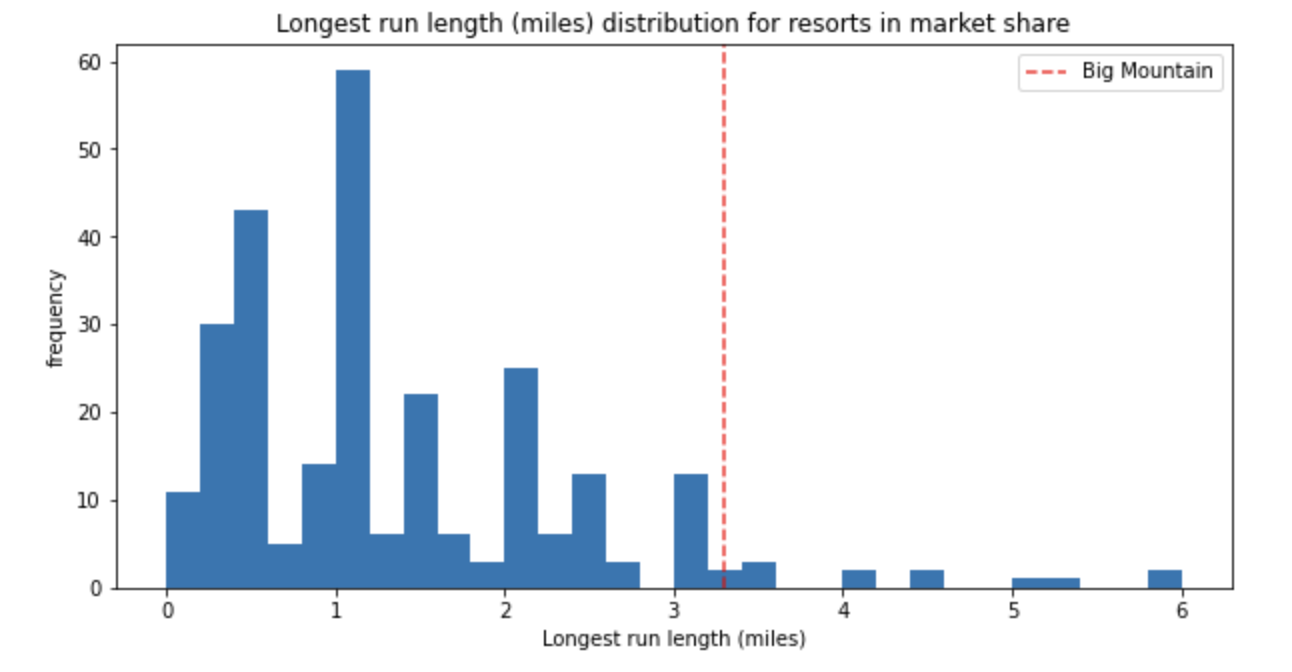 Longest run length (miles) distribution for resorts in market share
Big Mountain
60
50
40
30
20
10
0
frequency
0 1 2 3 4 5 6
Longest run length (miles)